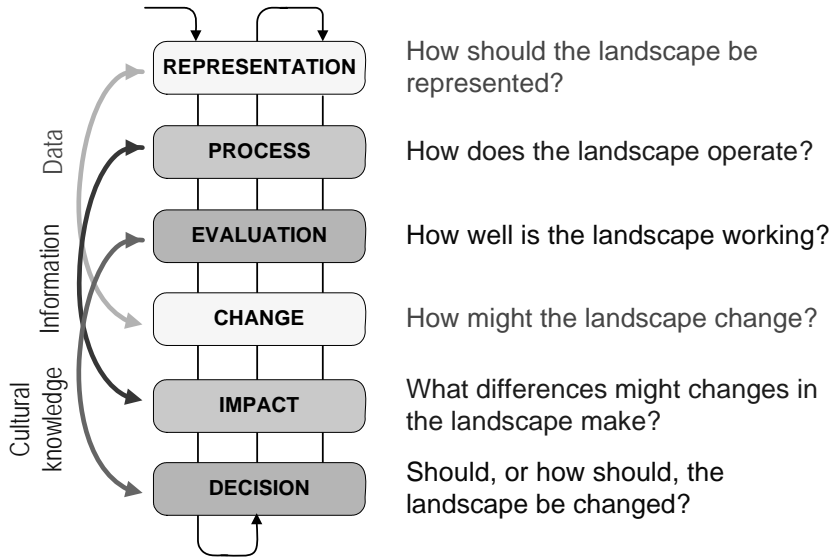 REPRESENTATION
How should the landscape be
represented?
PROCESS
How does the landscape operate?
EVALUATION
How well is the landscape working?
CHANGE
How might the landscape change?
IMPACT
What differences might changes in
the landscape make?
DECISION
Should, or how should, the
landscape be changed?
Data
Information
Cultural
knowledge